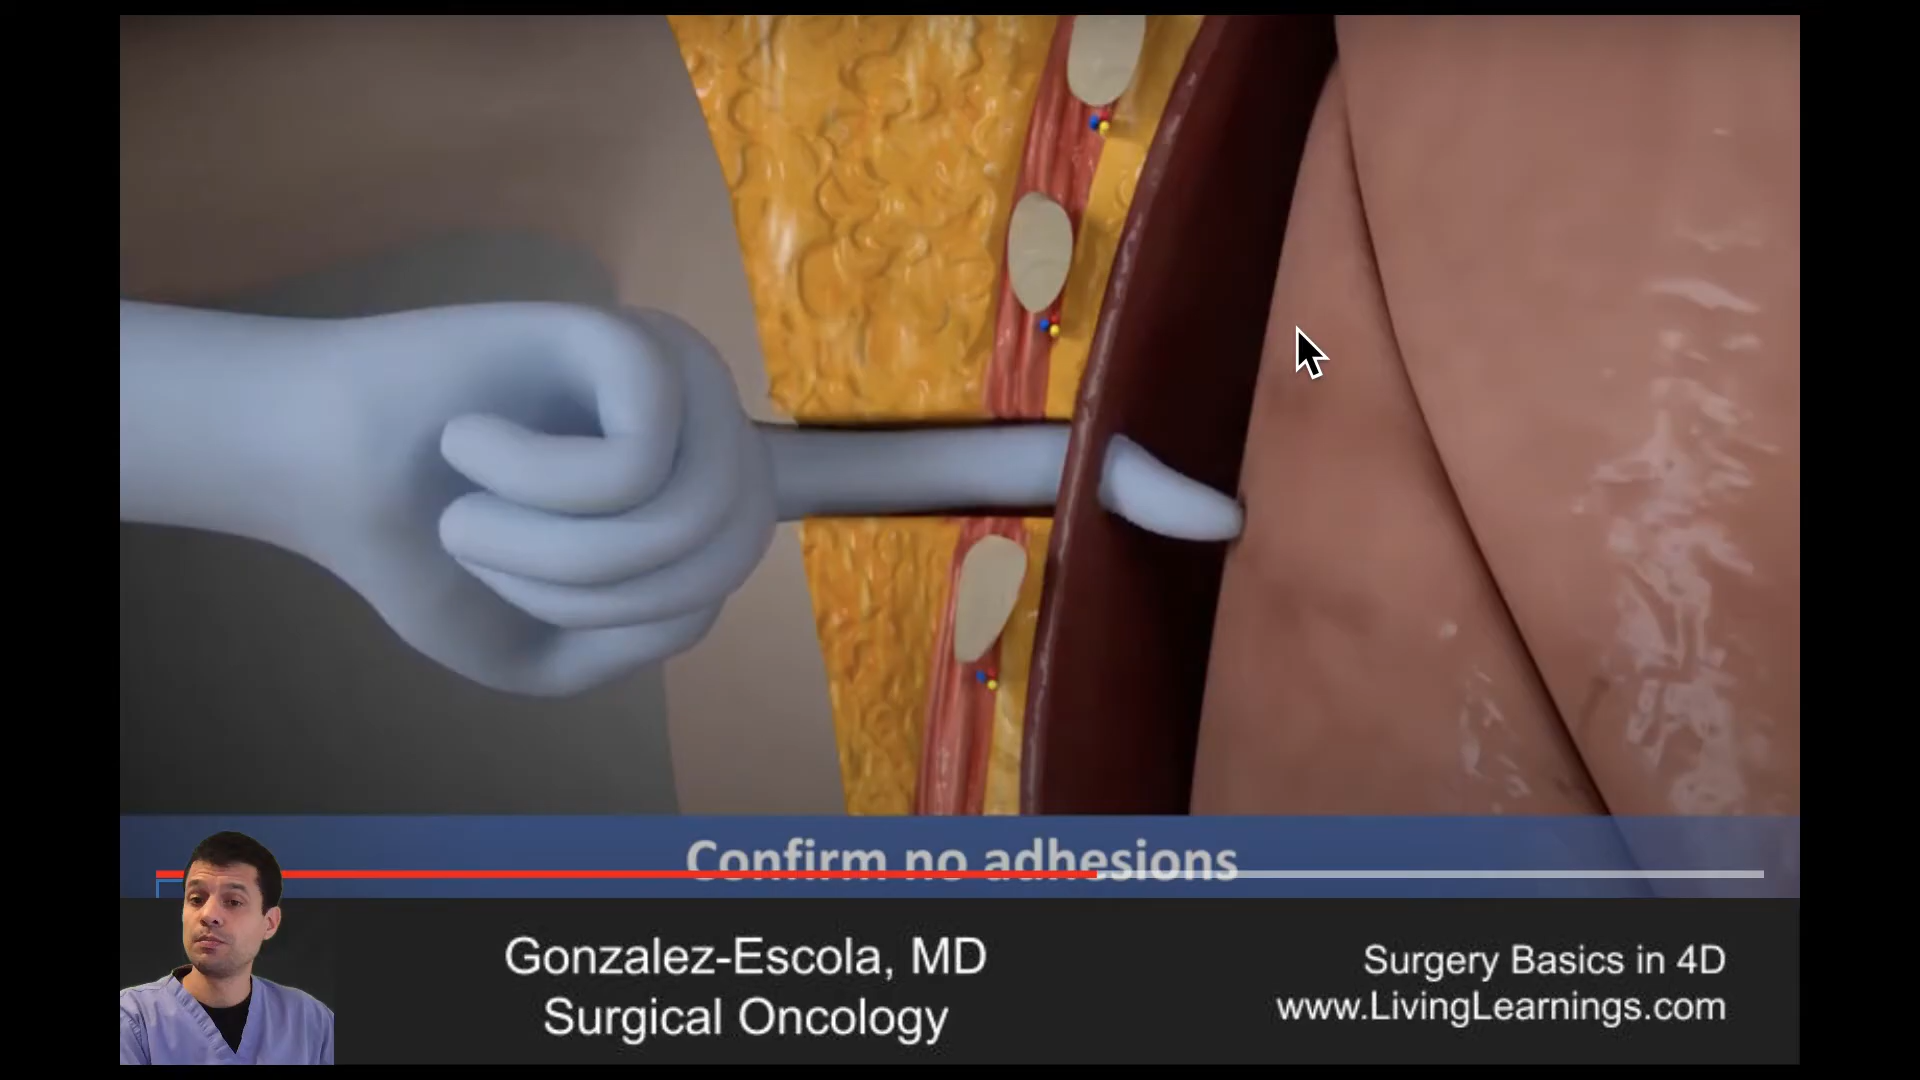 Confirm no adhesions
Gonzalez-Escola, MD
Surgical Oncology
Surgery Basics in 4D
www.LivingLearnings.com